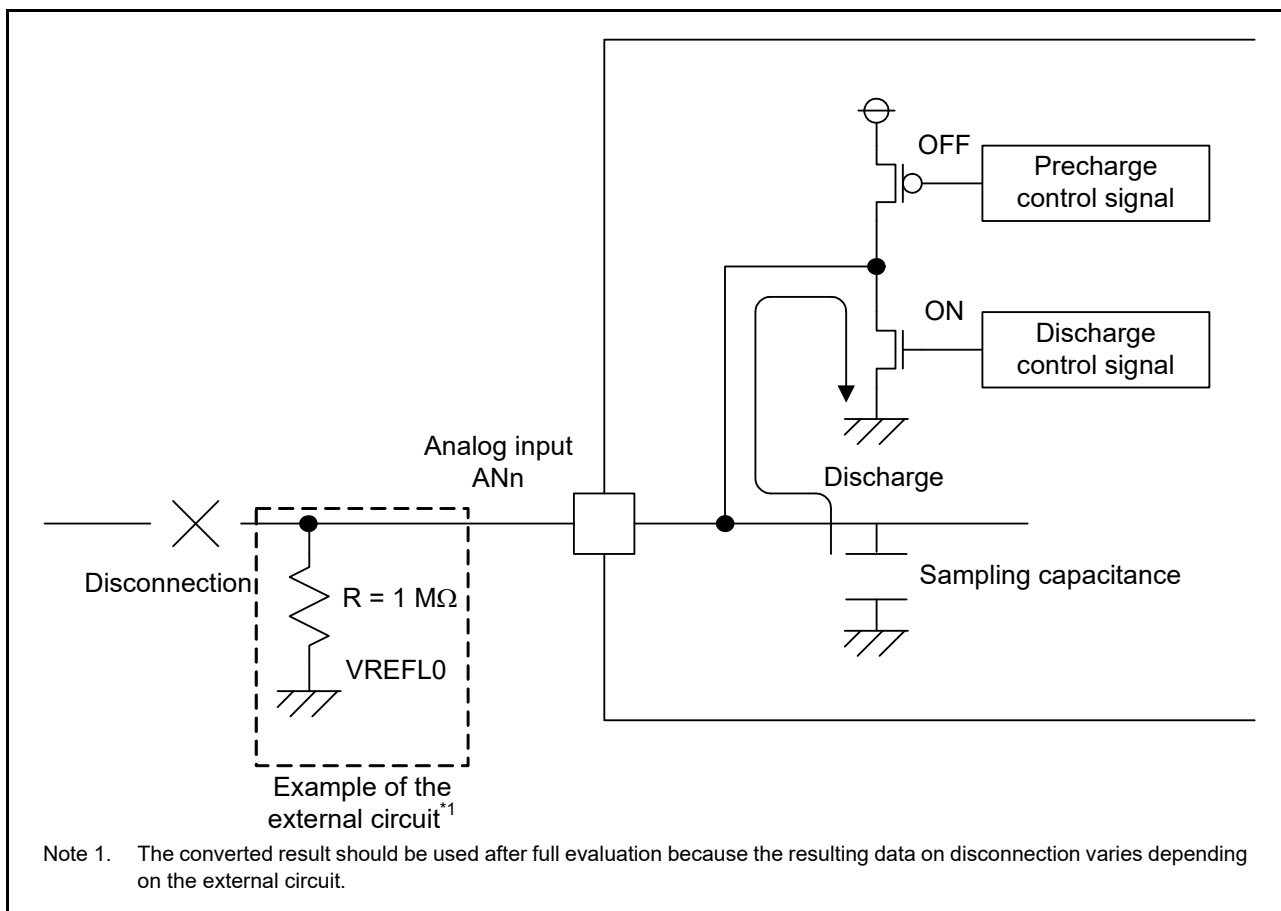 OFF
Precharge
control signal
ON
Discharge
control signal
Analog input
ANn
Discharge
Disconnection
R = 1 MΩ
Sampling capacitance
VREFL0
Example of the
external circuit*1
Note 1. The converted result should be used after full evaluation because the resulting data on disconnection varies depending
on the external circuit.